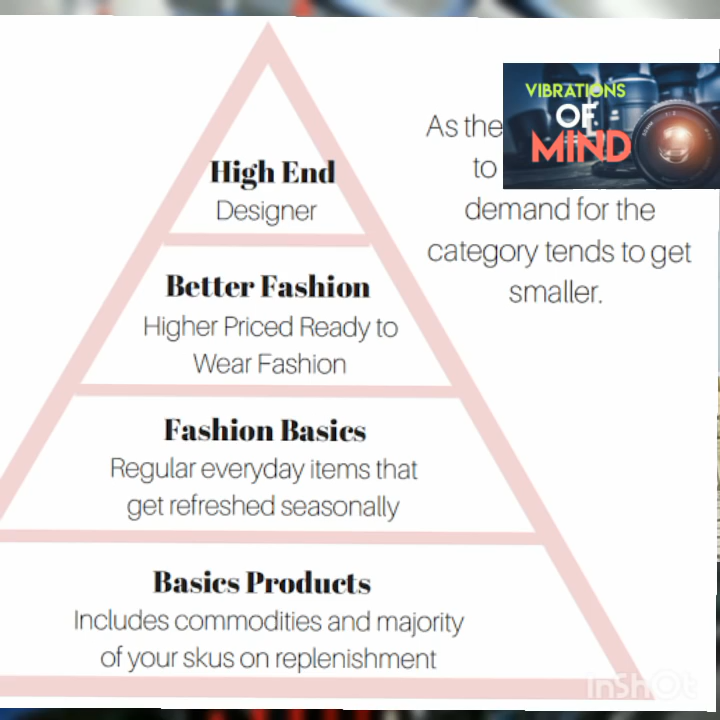 High End
Designer
Better Fashion
Higher Priced Ready to
Wear Fashion
Fashion Basics
Regular everyday items that
get refreshed seasonally
Basics Products
Includes commodities and majority
of your skus on replenishment
As the
to
demand for the
category tends to get
smaller.
VIBRATIONS
OF
MIND
InShOt